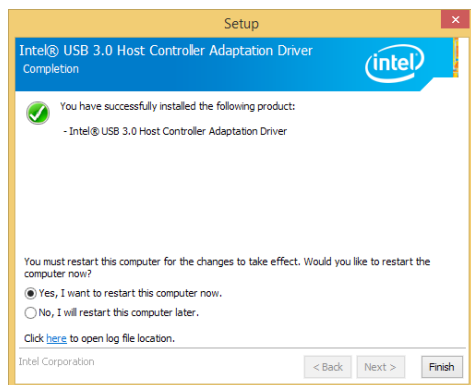 Setup
Intel® USB 3.0 Host Controller Adaptation Driver
Completion
intel
You have successfully installed the following product:
- Intel® USB 3.0 Host Controller Adaptation Driver
You must restart this computer for the changes to take effect. Would you like to restart the
computer now?
Yes, I want to restart this computer now.
No, I will restart this computer later.
Click here to open log file location.
Intel Corporation
< Back Next > Finish